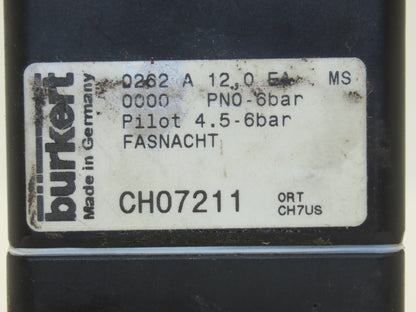 burkert
Made in Germany
0262 A 12,0 EA MS
0000 PN0-6bar
Pilot 4.5-6bar
FASNACHT
CH07211
ORT
CH7US